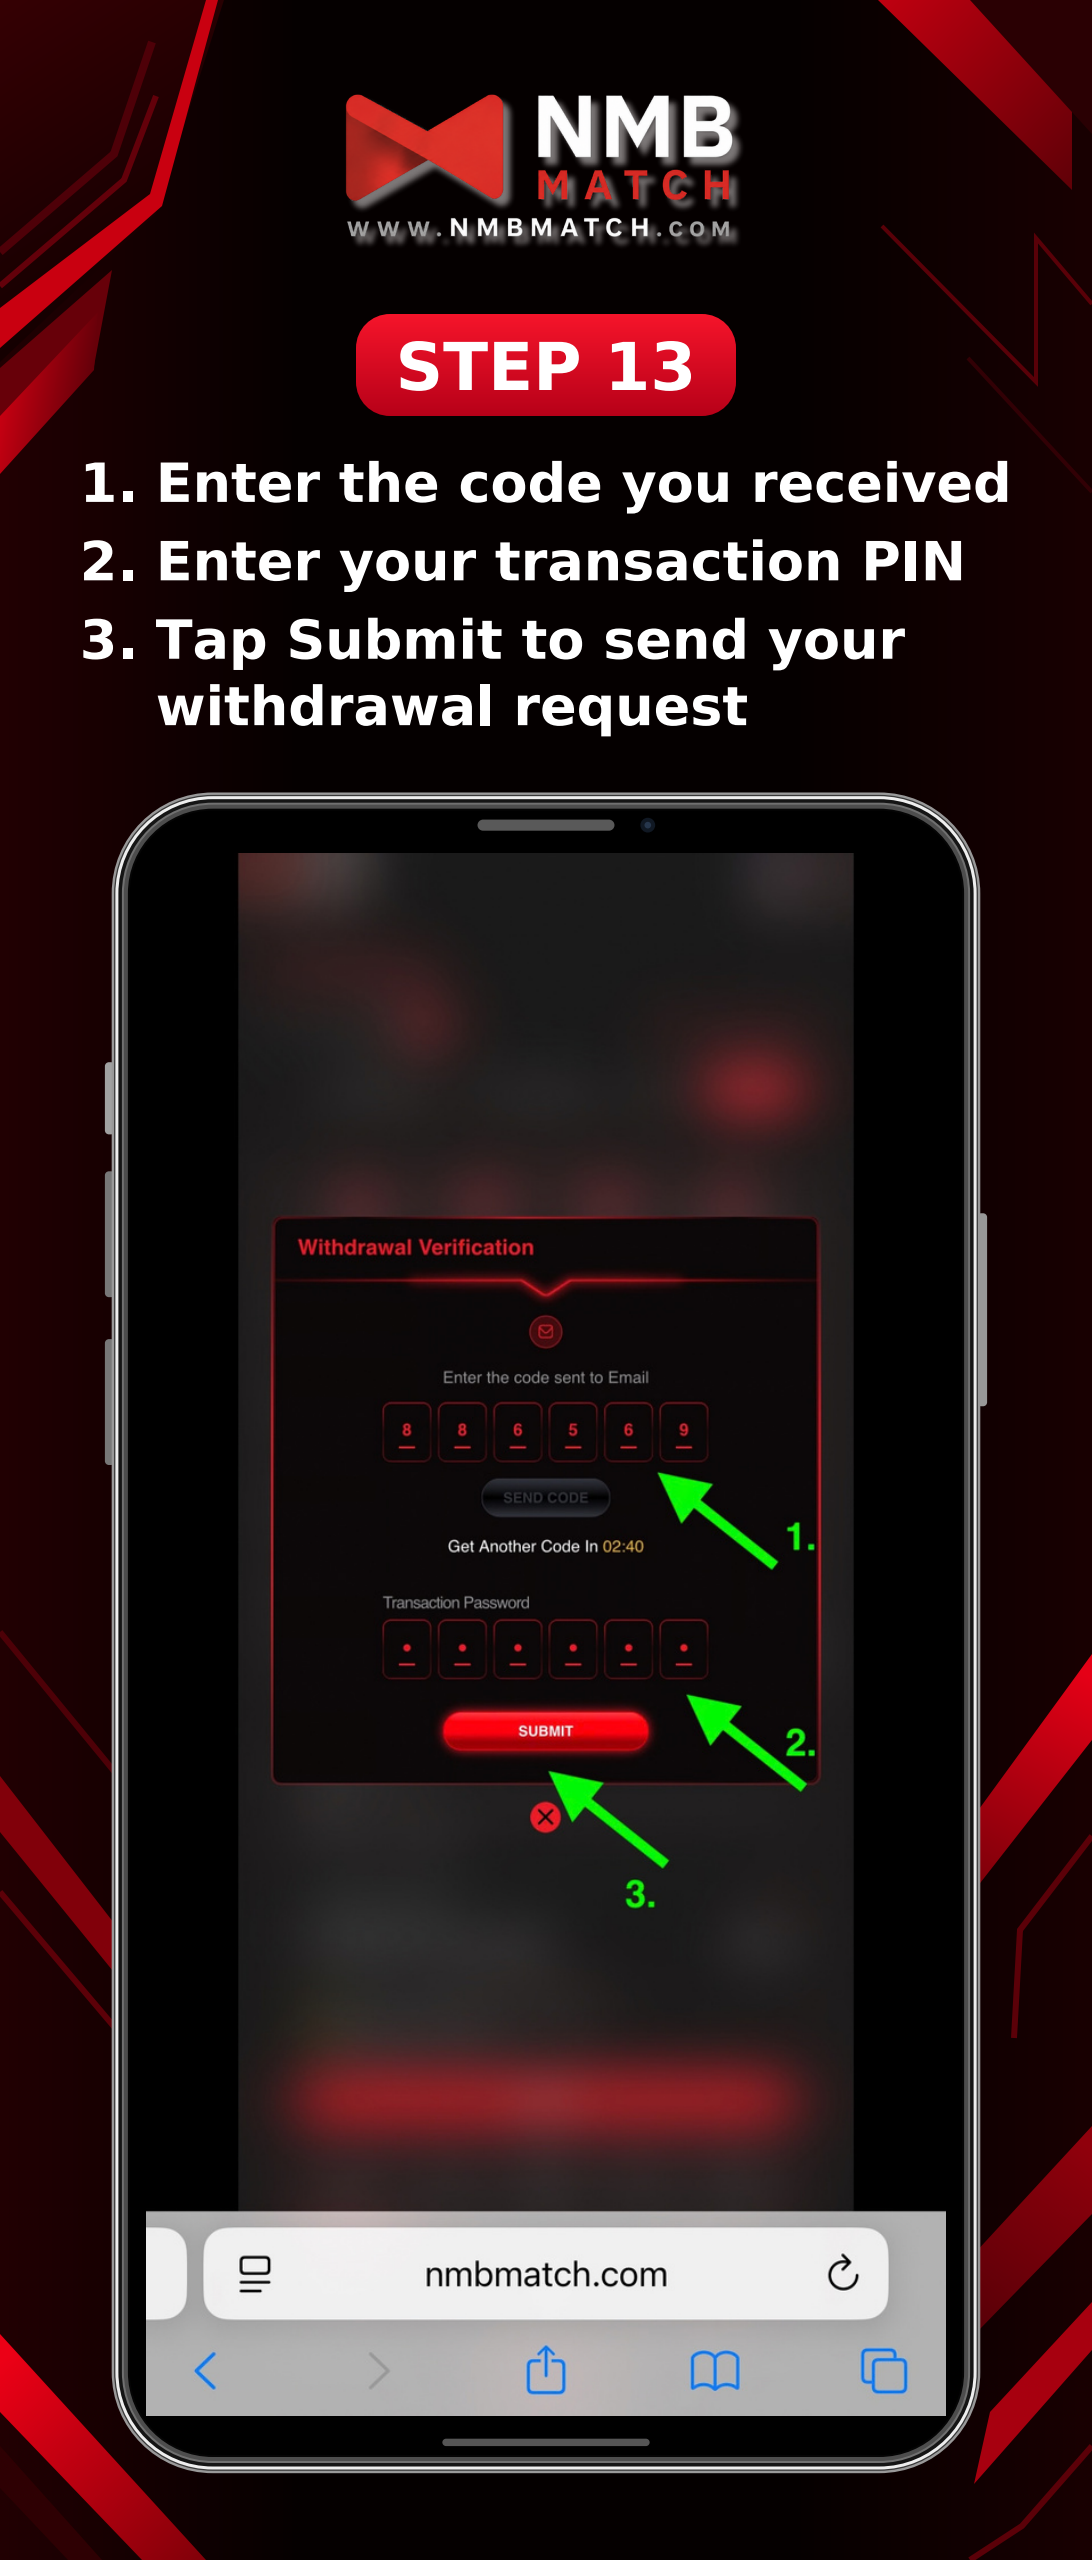 NMB
MATCH
WWW.NMBMATCH.COM
STEP 13
1. Enter the code you received
2. Enter your transaction PIN
3. Tap Submit to send your
withdrawal request
Withdrawal Verification
Enter the code sent to Email
8 8 6 5 6 9
SEND CODE
1.
Get Another Code In 02:40
Transaction Password
SUBMIT
2.
3.
nmbmatch.com